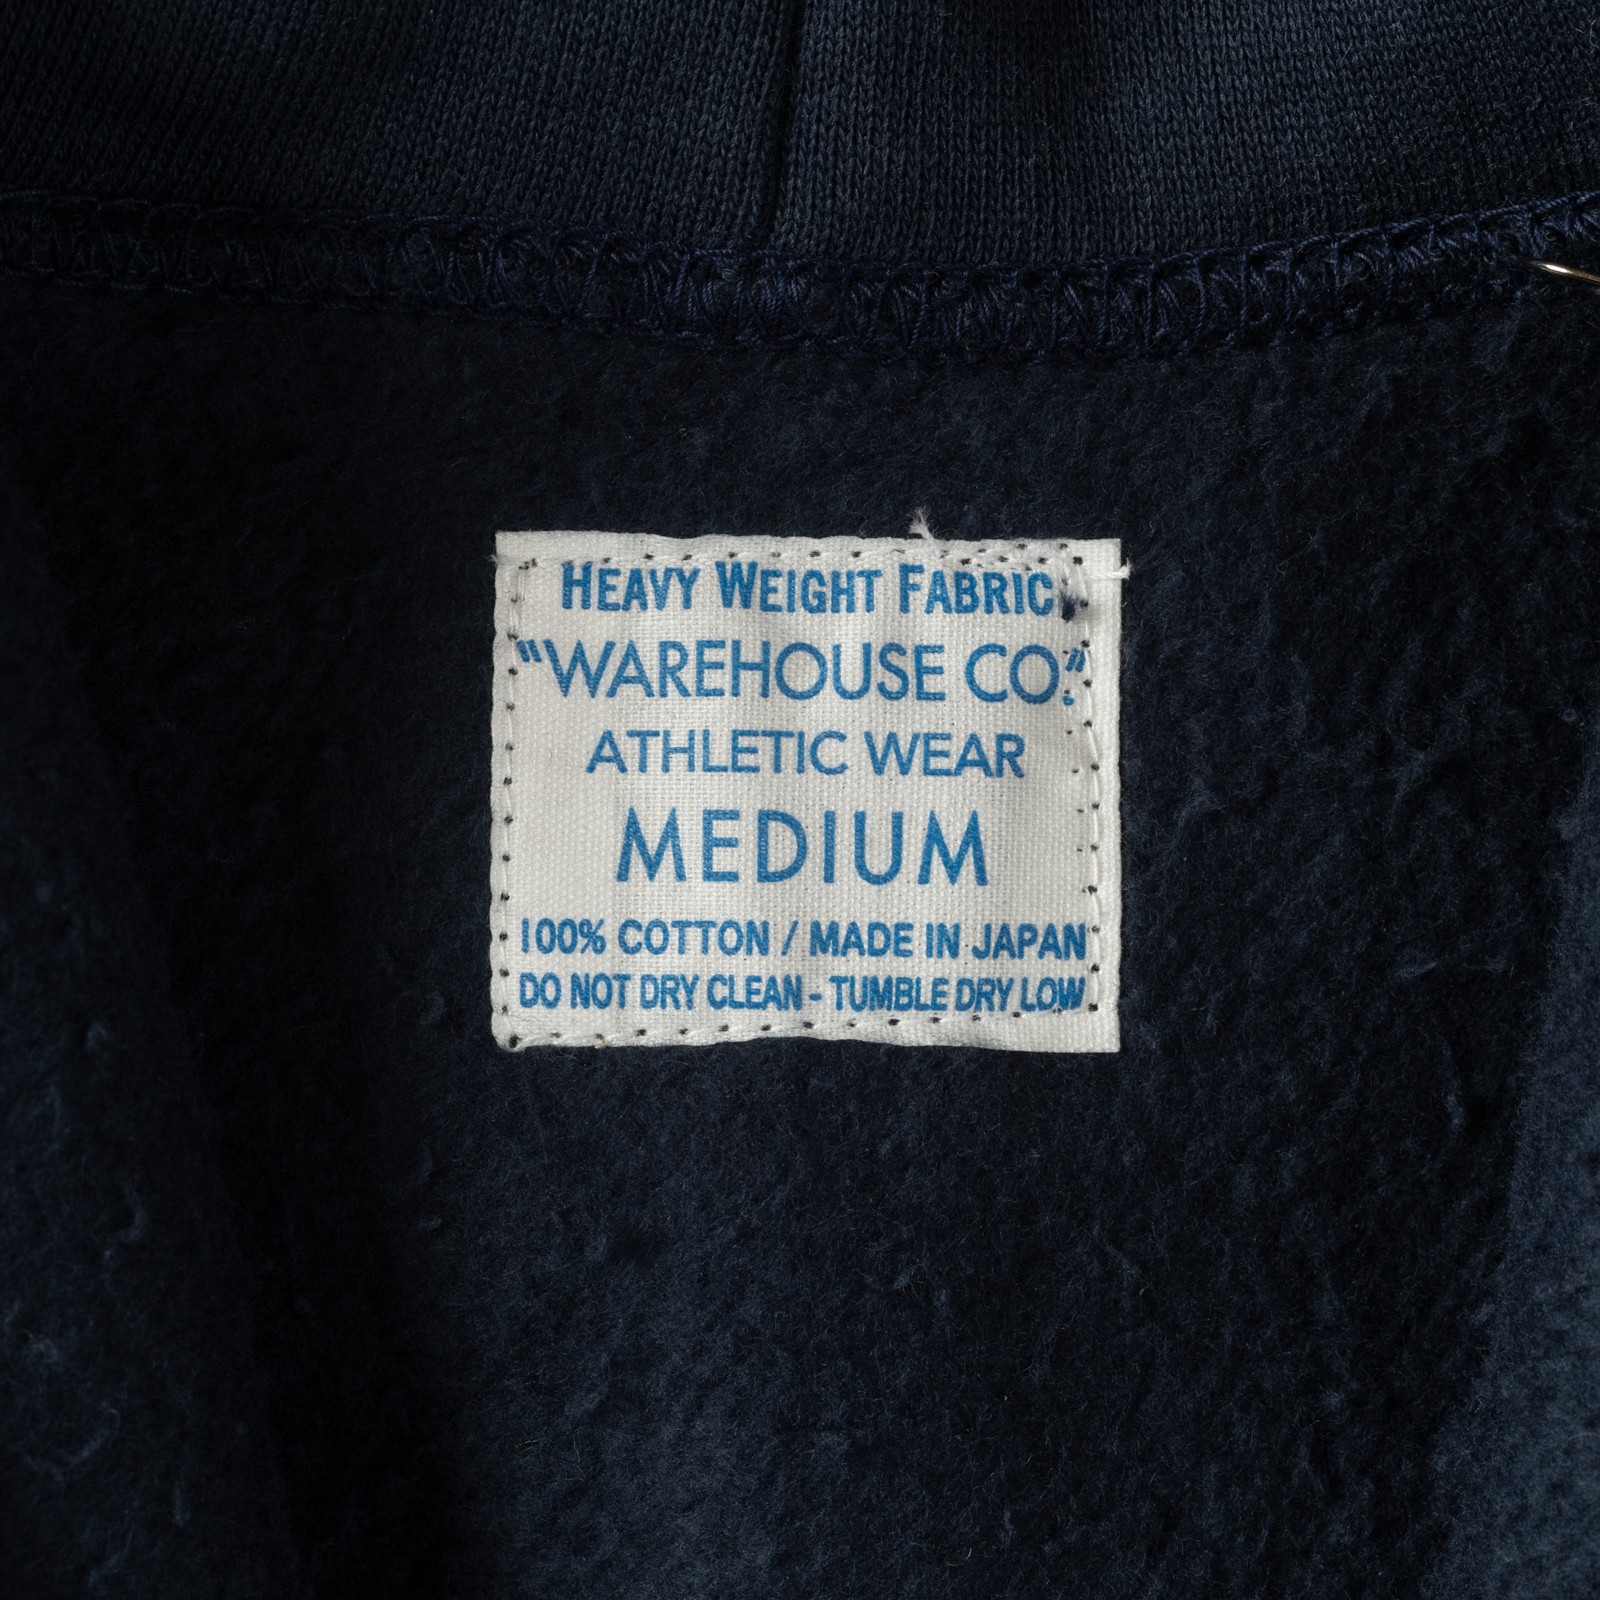 HEAVY WEIGHT FABRIC
"WAREHOUSE CO."
ATHLETIC WEAR
MEDIUM
100% COTTON / MADE IN JAPAN
DO NOT DRY CLEAN - TUMBLE DRY LOW